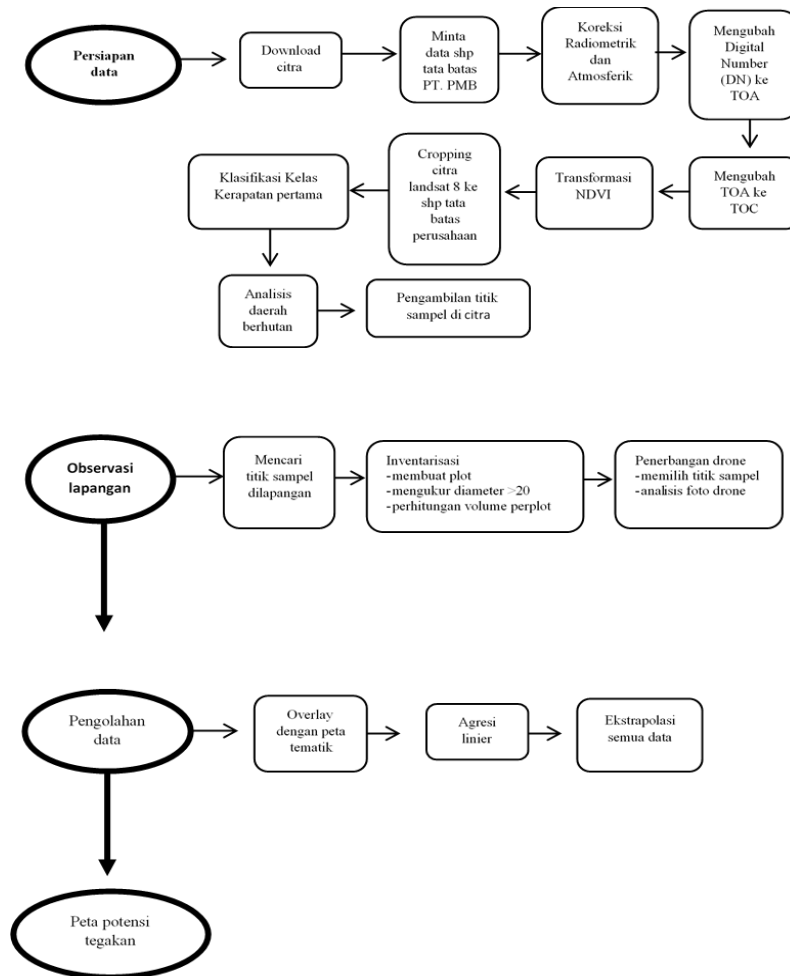 Persiapan
data
Download
citra
Minta
data shp
tata batas
PT. PMB
Koreksi
Radiometrik
dan
Atmosferik
Mengubah
Digital
Number
(DN) ke
TOA
Mengubah
TOA ke
TOC
Transformasi
NDVI
Cropping
citra
landsat 8 ke
shp tata
batas
perusahaan
Klasifikasi Kelas
Kerapatan pertama
Analisis
daerah
berhutan
Pengambilan titik
sampel di citra
Observasi
lapangan
Mencari
titik sampel
dilapangan
Inventarisasi
-membuat plot
-mengukur diameter >20
-perhitungan volume perplot
Penerbangan drone
-memilih titik sampel
-analisis foto drone
Pengolahan
data
Overlay
dengan peta
tematik
Agresi
linier
Ekstrapolasi
semua data
Peta potensi
tegakan